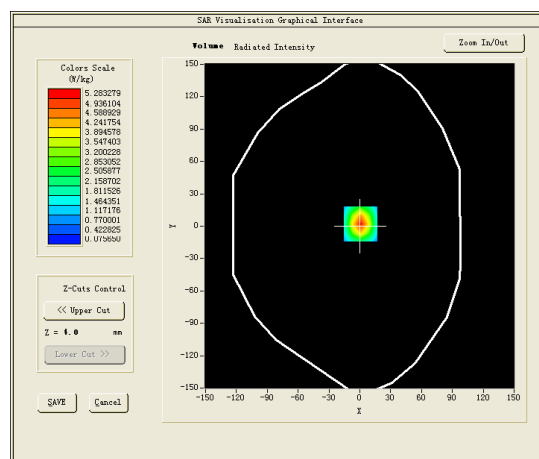 SAR Visualisation Graphical Interface
Volume Radiated Intensity
Zoom In/Out
Colors Scale
(W/kg)
5.283279
4.936104
4.588929
4.241754
3.894578
3.547403
3.200228
2.853052
2.505877
2.158702
1.811526
1.464351
1.117176
0.770001
0.422825
0.075650
150
120
90
60
30
0
-30
-60
-90
-120
-150
Y
-150 -120 -90 -60 -30 0 30 60 90 120 150
X
Z-Cuts Control
<< Upper Cut
Z = 4.0 mm
Lower Cut >>
SAVE
Cancel